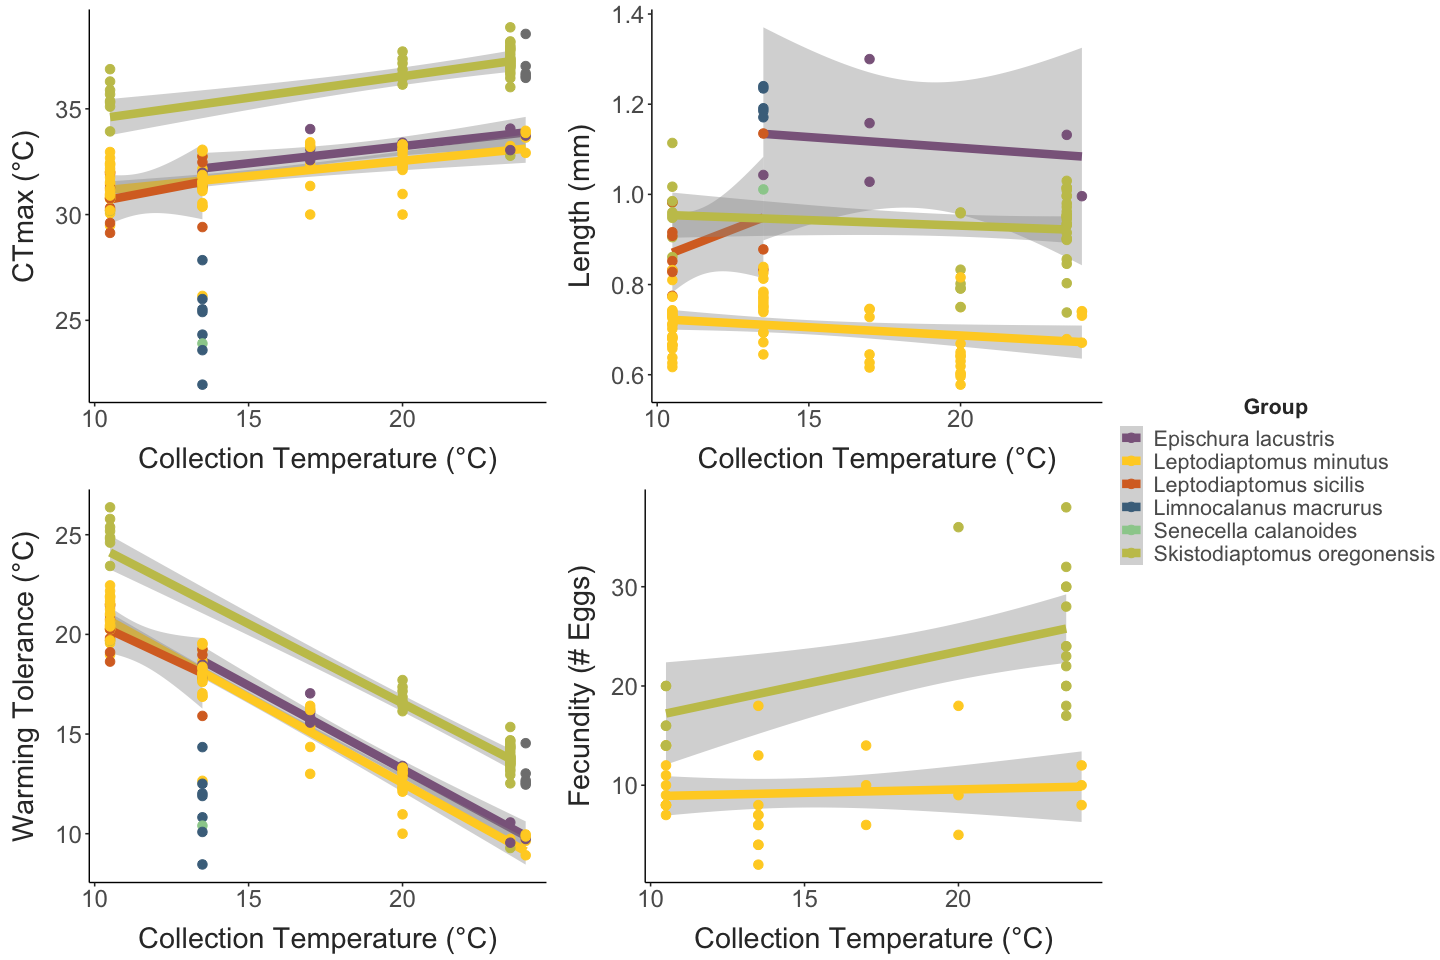 CTmax (°C)
35
30
25
10
15
20
Collection Temperature (°C)
Length (mm)
1.4
1.2
1.0
0.8
0.6
10
15
20
Collection Temperature (°C)
Warming Tolerance (°C)
25
20
15
10
10
15
20
Collection Temperature (°C)
Fecundity (# Eggs)
30
20
10
10
15
20
Collection Temperature (°C)
Group
Epischura lacustris
Leptodiaptomus minutus
Leptodiaptomus sicilis
Limnocalanus macrurus
Senecella calanoides
Skistodiaptomus oregonensis